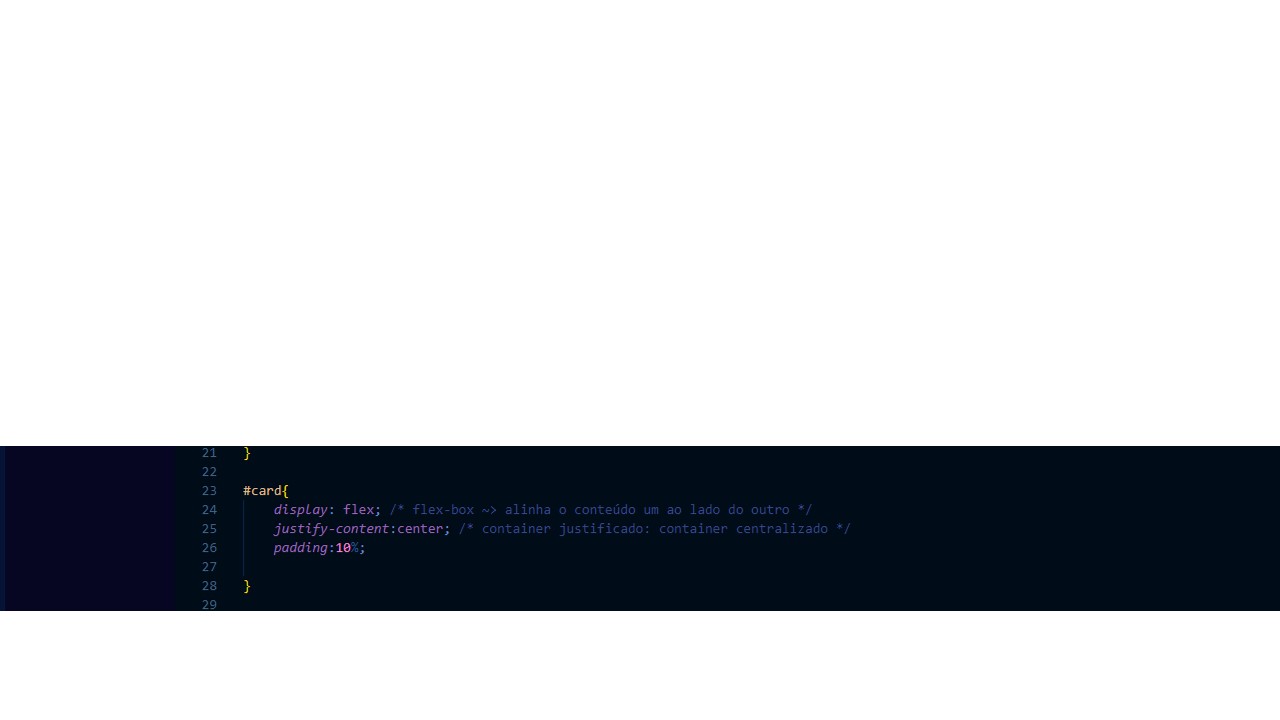 21 }
22
23 #card{
24 display: flex; /* flex-box ~> alinha o conteúdo um ao lado do outro */
25 justify-content:center; /* container justificado: container centralizado */
26 padding:10%;
27
28 }
29